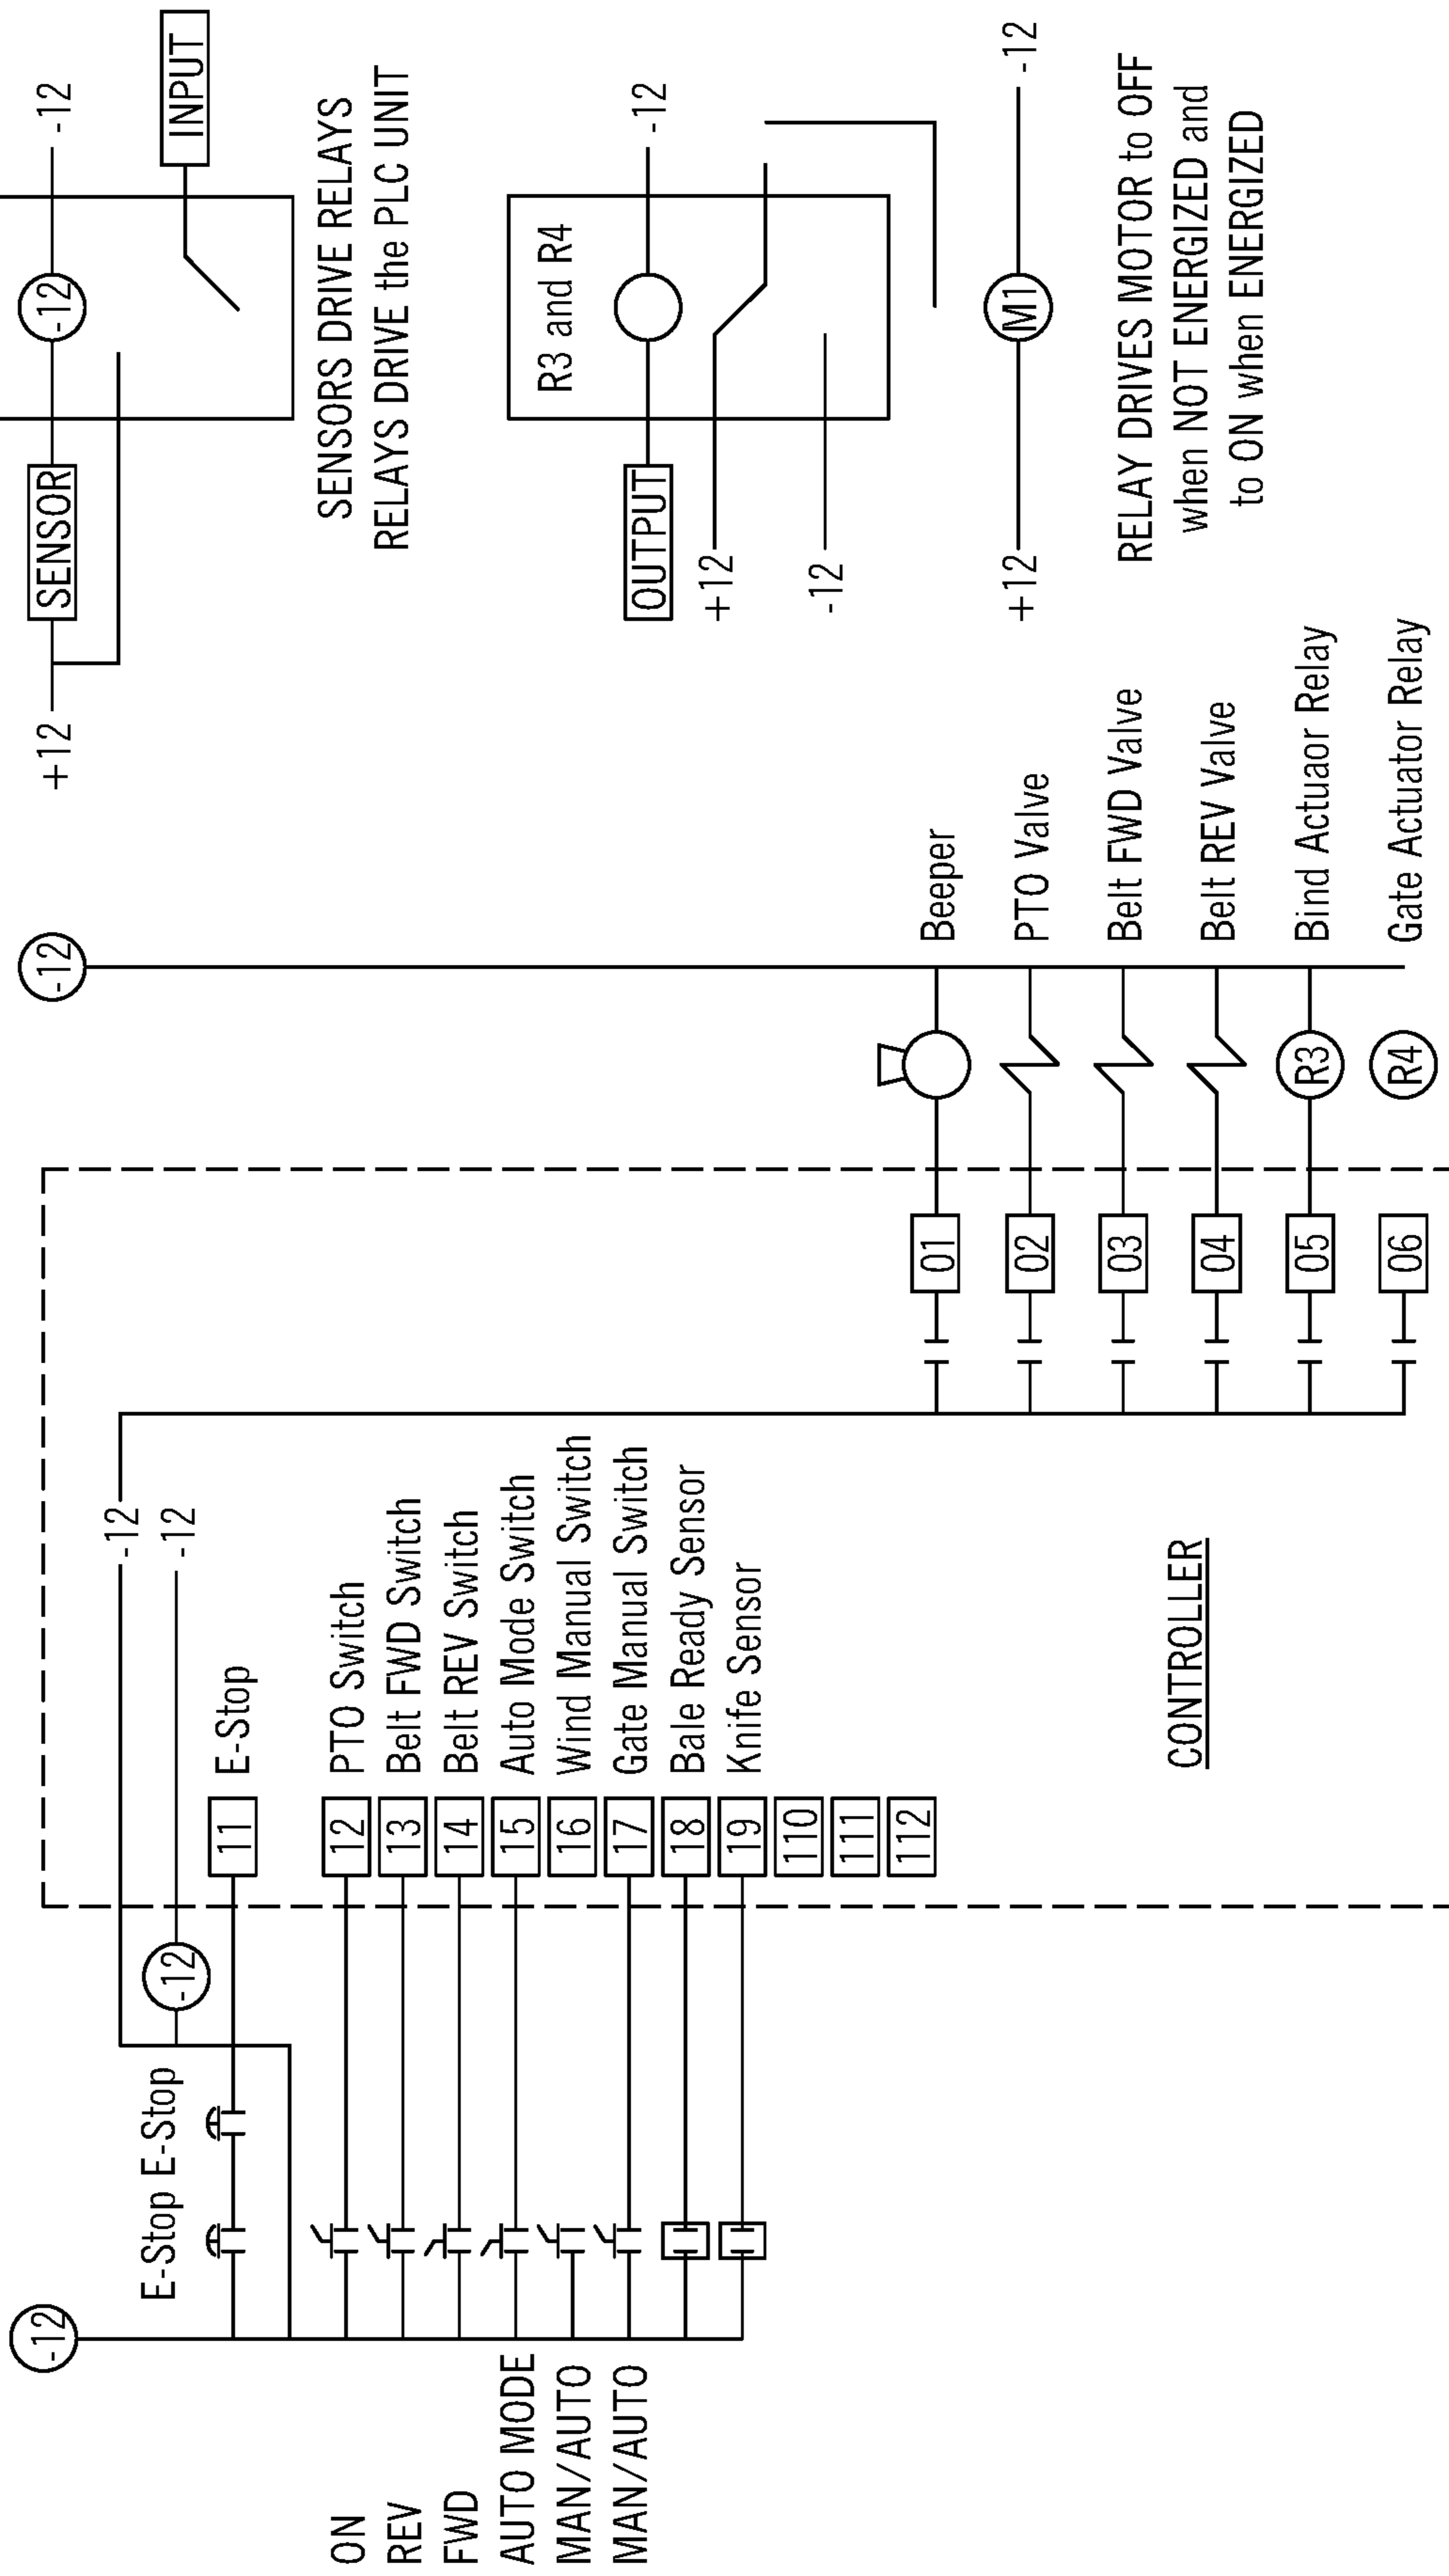 -12
E-Stop E-Stop
-12
-12
-12
11 E-Stop
ON
12 PTO Switch
REV
13 Belt FWD Switch
FWD
14 Belt REV Switch
AUTO MODE
15 Auto Mode Switch
MAN/AUTO
16 Wind Manual Switch
MAN/AUTO
17 Gate Manual Switch
18 Bale Ready Sensor
19 Knife Sensor
110
111
112
CONTROLLER
-12
01 Beeper
02 PTO Valve
03 Belt FWD Valve
04 Belt REV Valve
05 R3 Bind Actuaor Relay
06 R4 Gate Actuator Relay
+12 SENSOR -12 -12
INPUT
SENSORS DRIVE RELAYS
RELAYS DRIVE the PLC UNIT
R3 and R4
OUTPUT -12
+12
-12
+12 M1 -12
RELAY DRIVES MOTOR to OFF
when NOT ENERGIZED and
to ON when ENERGIZED